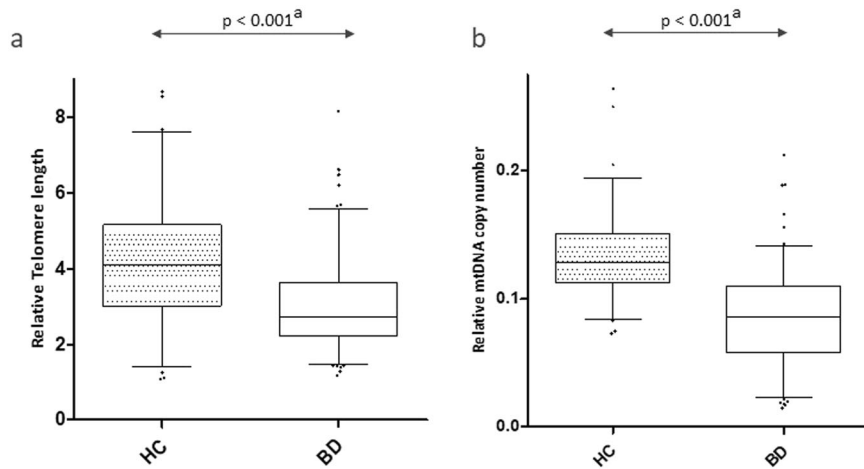 a
p < 0.001ᵃ
Relative Telomere length
8
6
4
2
0
HC
BD
b
p < 0.001ᵃ
Relative mtDNA copy number
0.2
0.1
0.0
HC
BD